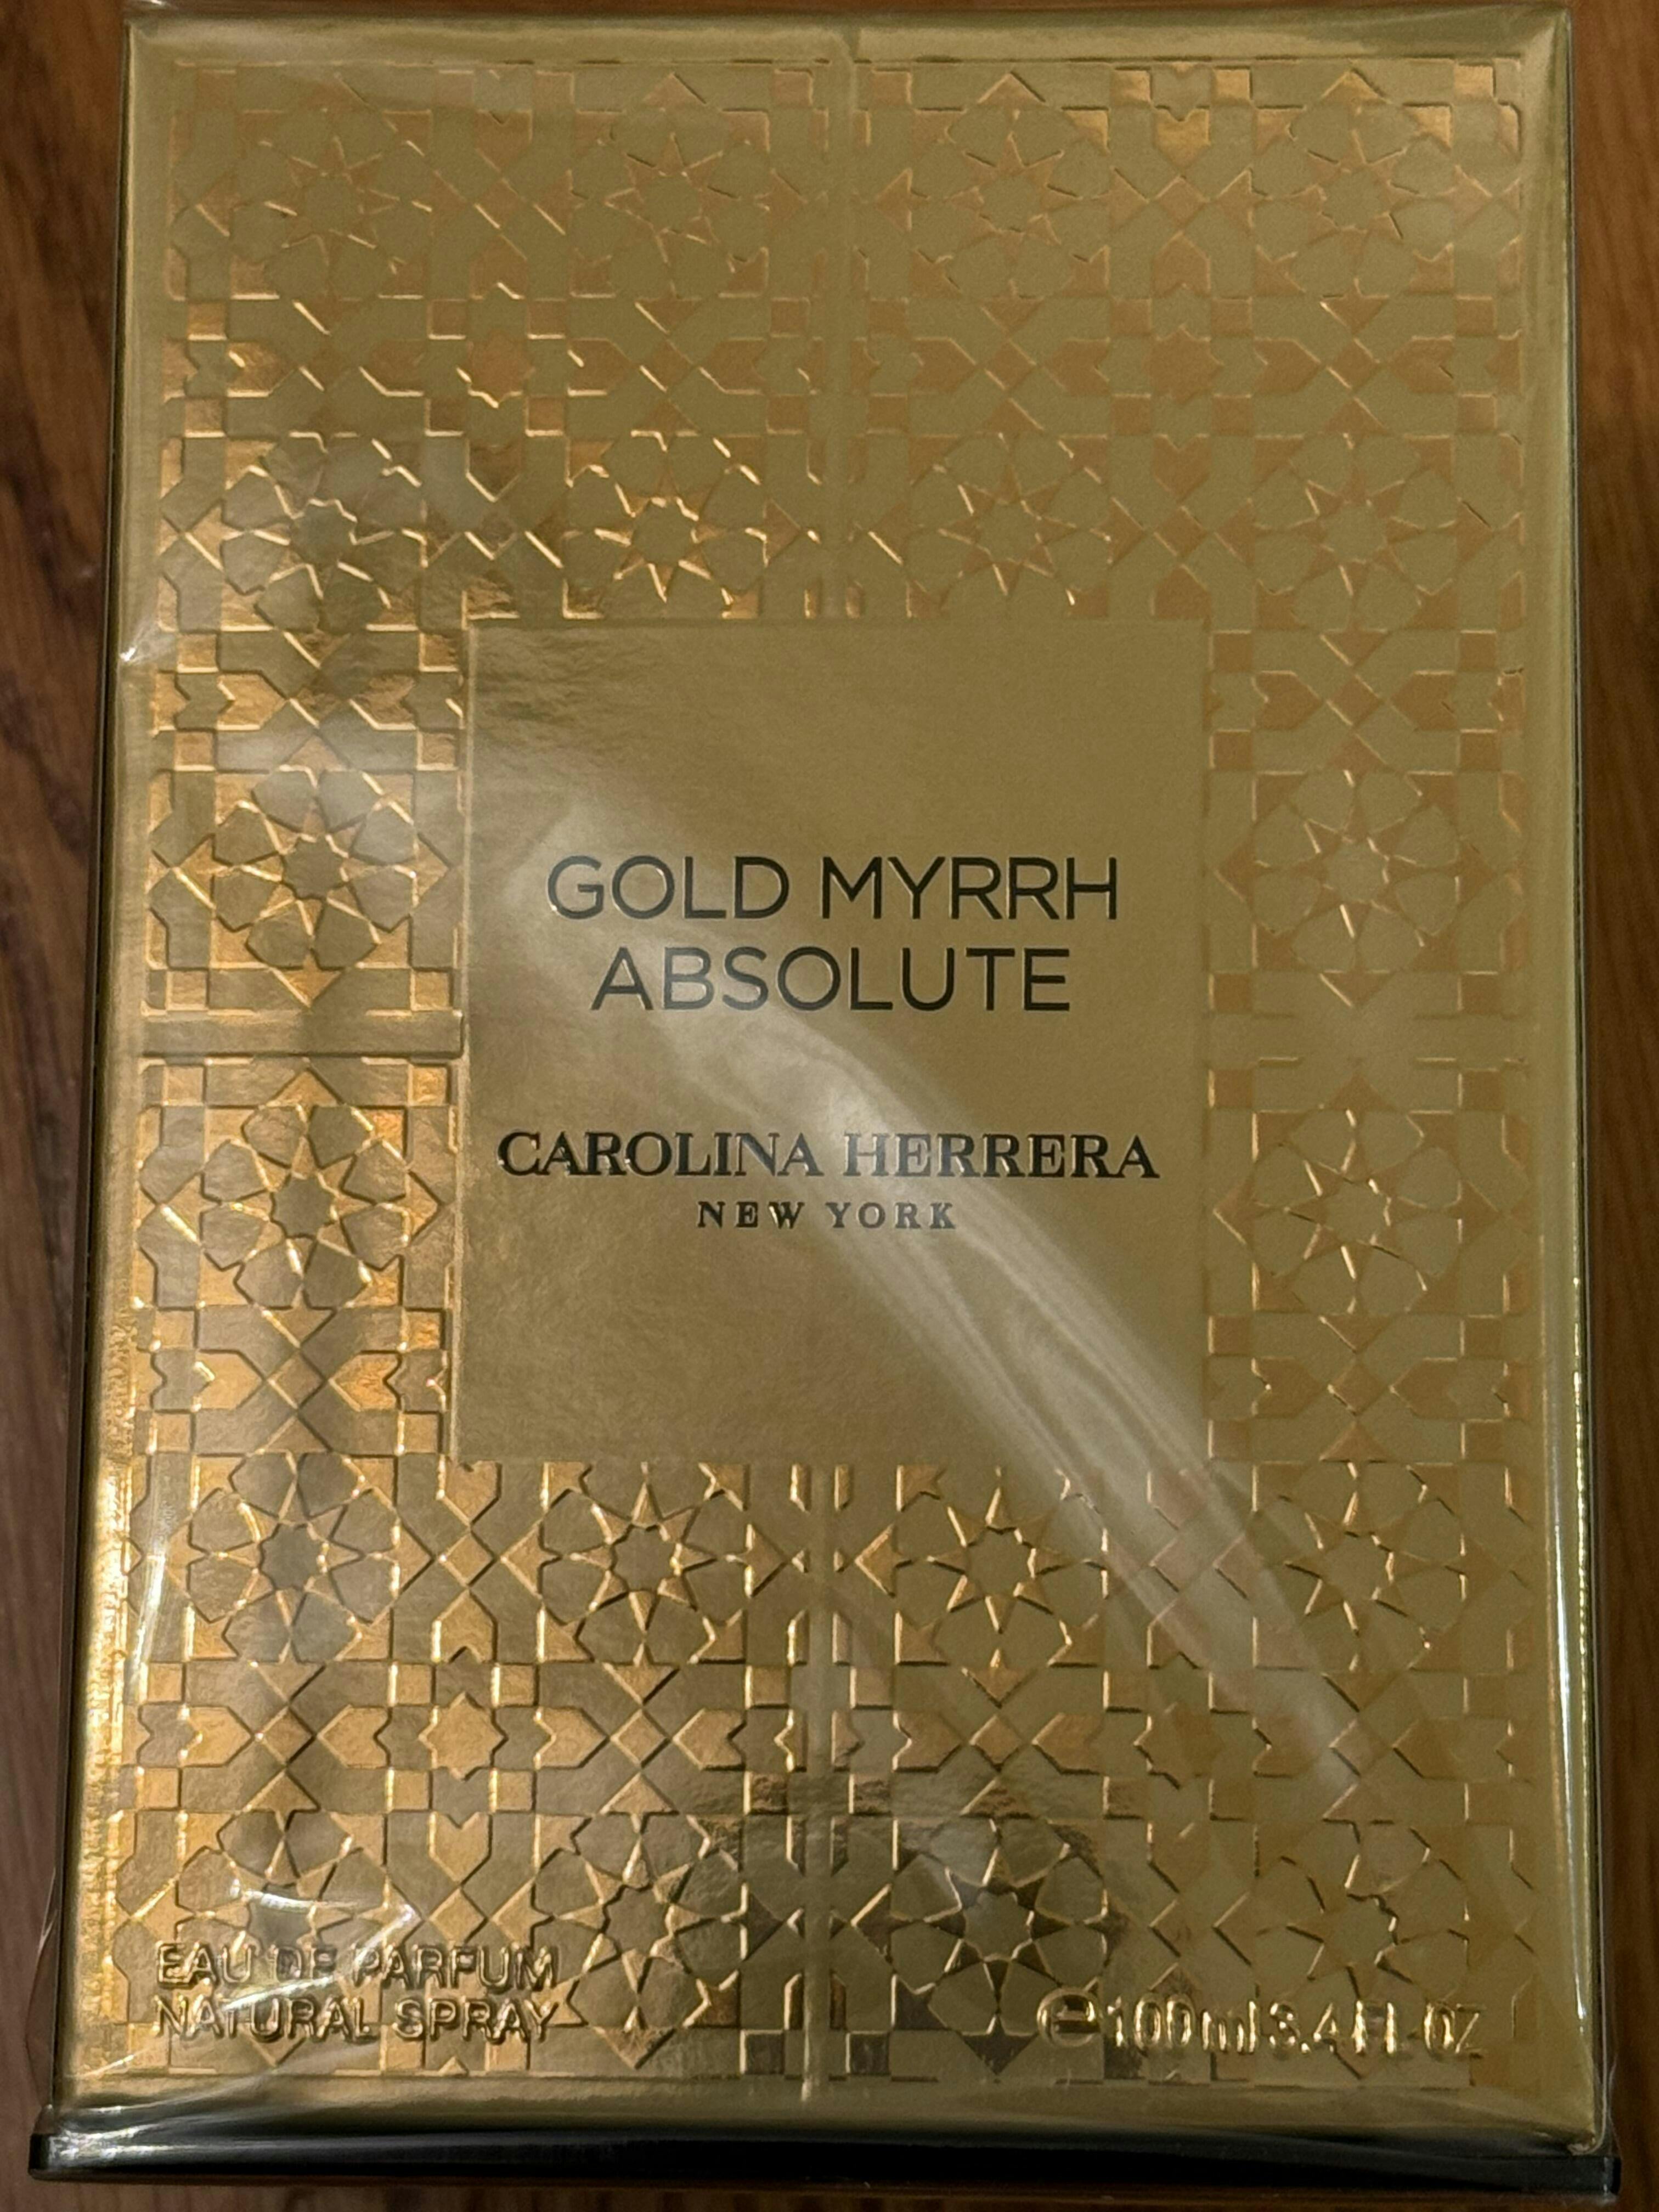 GOLD MYRRH
ABSOLUTE
CAROLINA HERRERA
NEW YORK
EAU DE PARFUM
NATURAL SPRAY
℮100ml 3.4 FL OZ